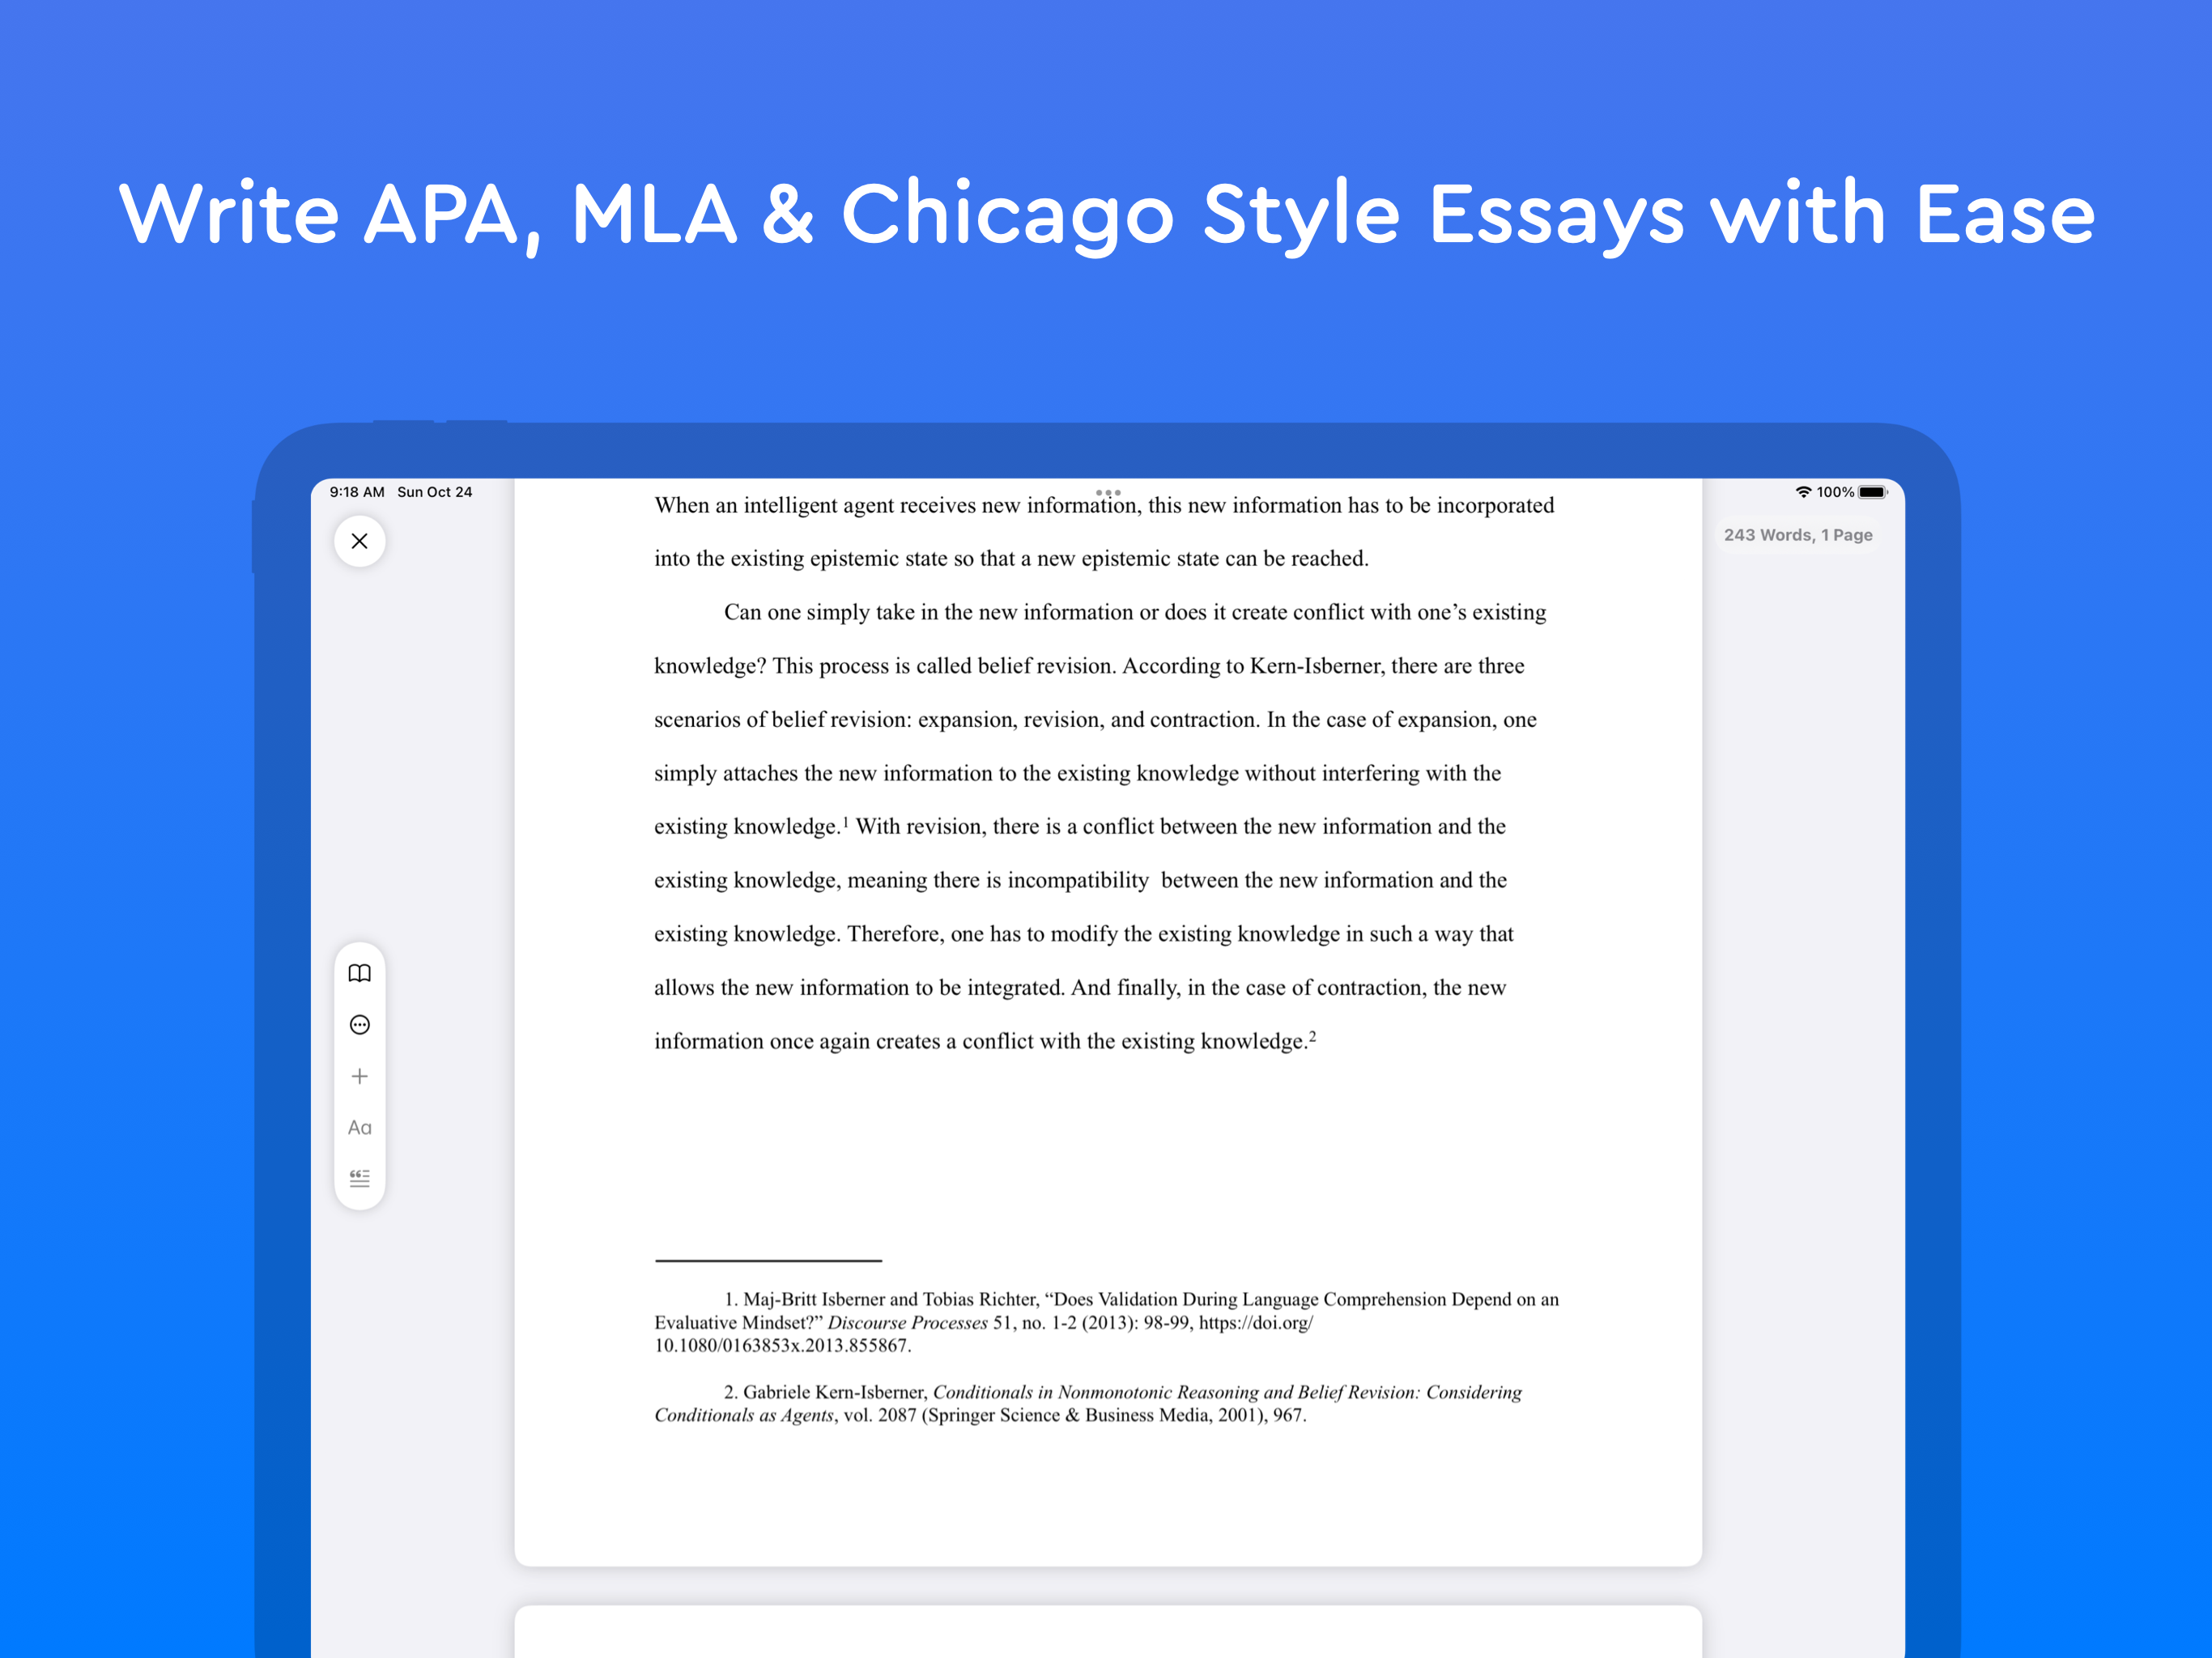 Write APA, MLA & Chicago Style Essays with Ease
9:18 AM Sun Oct 24
100%
243 Words, 1 Page
When an intelligent agent receives new information, this new information has to be incorporated
into the existing epistemic state so that a new epistemic state can be reached.
Can one simply take in the new information or does it create conflict with one’s existing
knowledge? This process is called belief revision. According to Kern-Isberner, there are three
scenarios of belief revision: expansion, revision, and contraction. In the case of expansion, one
simply attaches the new information to the existing knowledge without interfering with the
existing knowledge.¹ With revision, there is a conflict between the new information and the
existing knowledge, meaning there is incompatibility  between the new information and the
existing knowledge. Therefore, one has to modify the existing knowledge in such a way that
allows the new information to be integrated. And finally, in the case of contraction, the new
information once again creates a conflict with the existing knowledge.²
Aa
1. Maj-Britt Isberner and Tobias Richter, “Does Validation During Language Comprehension Depend on an
Evaluative Mindset?” Discourse Processes 51, no. 1-2 (2013): 98-99, https://doi.org/
10.1080/0163853x.2013.855867.
2. Gabriele Kern-Isberner, Conditionals in Nonmonotonic Reasoning and Belief Revision: Considering
Conditionals as Agents, vol. 2087 (Springer Science & Business Media, 2001), 967.